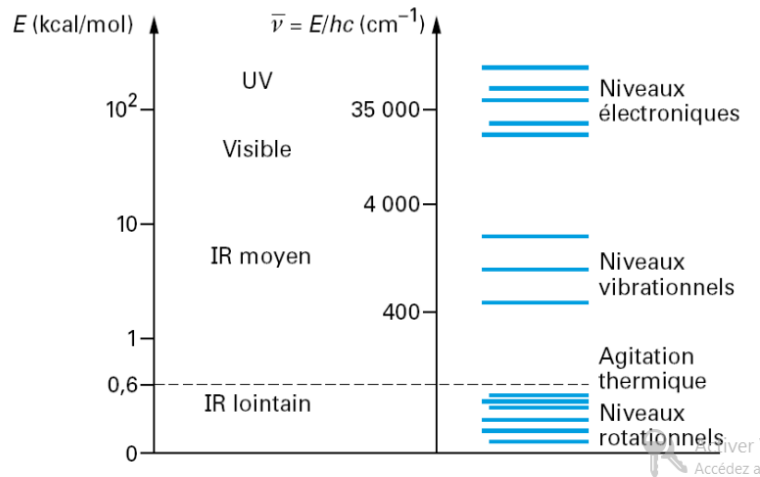 E (kcal/mol)
ν̅ = E/hc (cm⁻¹)
UV
10²
35 000
Niveaux
électroniques
Visible
4 000
10
IR moyen
Niveaux
vibrationnels
400
1
Agitation
thermique
0,6
IR lointain
Niveaux
rotationnels
0
Accédez a